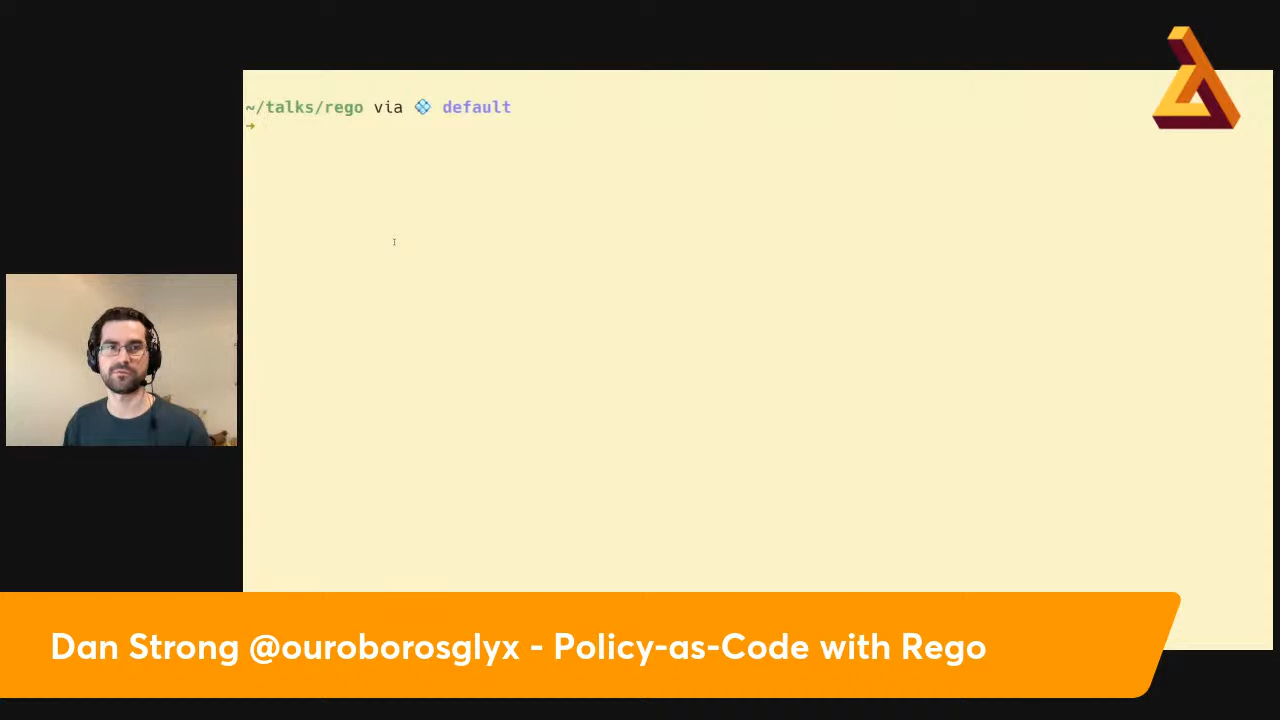 ~/talks/rego via default
→
Dan Strong @ouroborosglyx - Policy-as-Code with Rego